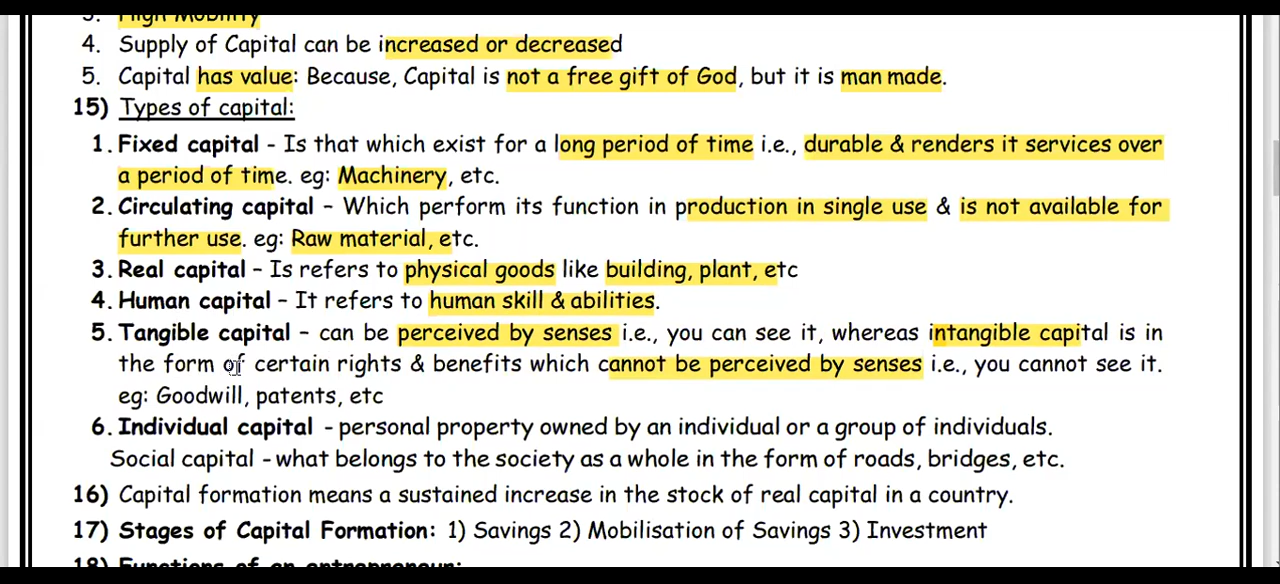 3. High Mobility
4. Supply of Capital can be increased or decreased
5. Capital has value: Because, Capital is not a free gift of God, but it is man made.
15) Types of capital:
1. Fixed capital - Is that which exist for a long period of time i.e., durable & renders it services over
a period of time. eg: Machinery, etc.
2. Circulating capital – Which perform its function in production in single use & is not available for
further use. eg: Raw material, etc.
3. Real capital – Is refers to physical goods like building, plant, etc
4. Human capital – It refers to human skill & abilities.
5. Tangible capital – can be perceived by senses i.e., you can see it, whereas intangible capital is in
the form of certain rights & benefits which cannot be perceived by senses i.e., you cannot see it.
eg: Goodwill, patents, etc
6. Individual capital - personal property owned by an individual or a group of individuals.
Social capital - what belongs to the society as a whole in the form of roads, bridges, etc.
16) Capital formation means a sustained increase in the stock of real capital in a country.
17) Stages of Capital Formation: 1) Savings 2) Mobilisation of Savings 3) Investment
18) Functions of an entrepreneur: